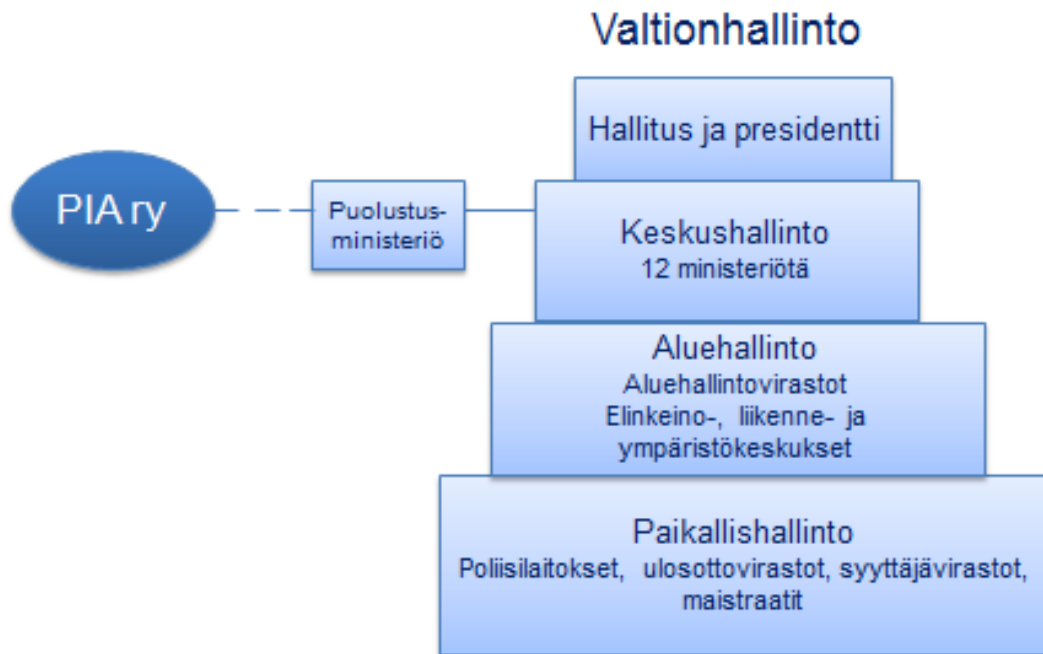 Valtionhallinto
Hallitus ja presidentti
PIA ry
Puolustus-
ministeriö
Keskushallinto
12 ministeriötä
Aluehallinto
Aluehallintovirastot
Elinkeino-, liikenne- ja
ympäristökeskukset
Paikallishallinto
Poliisilaitokset, ulosottovirastot, syyttäjävirastot,
maistraatit